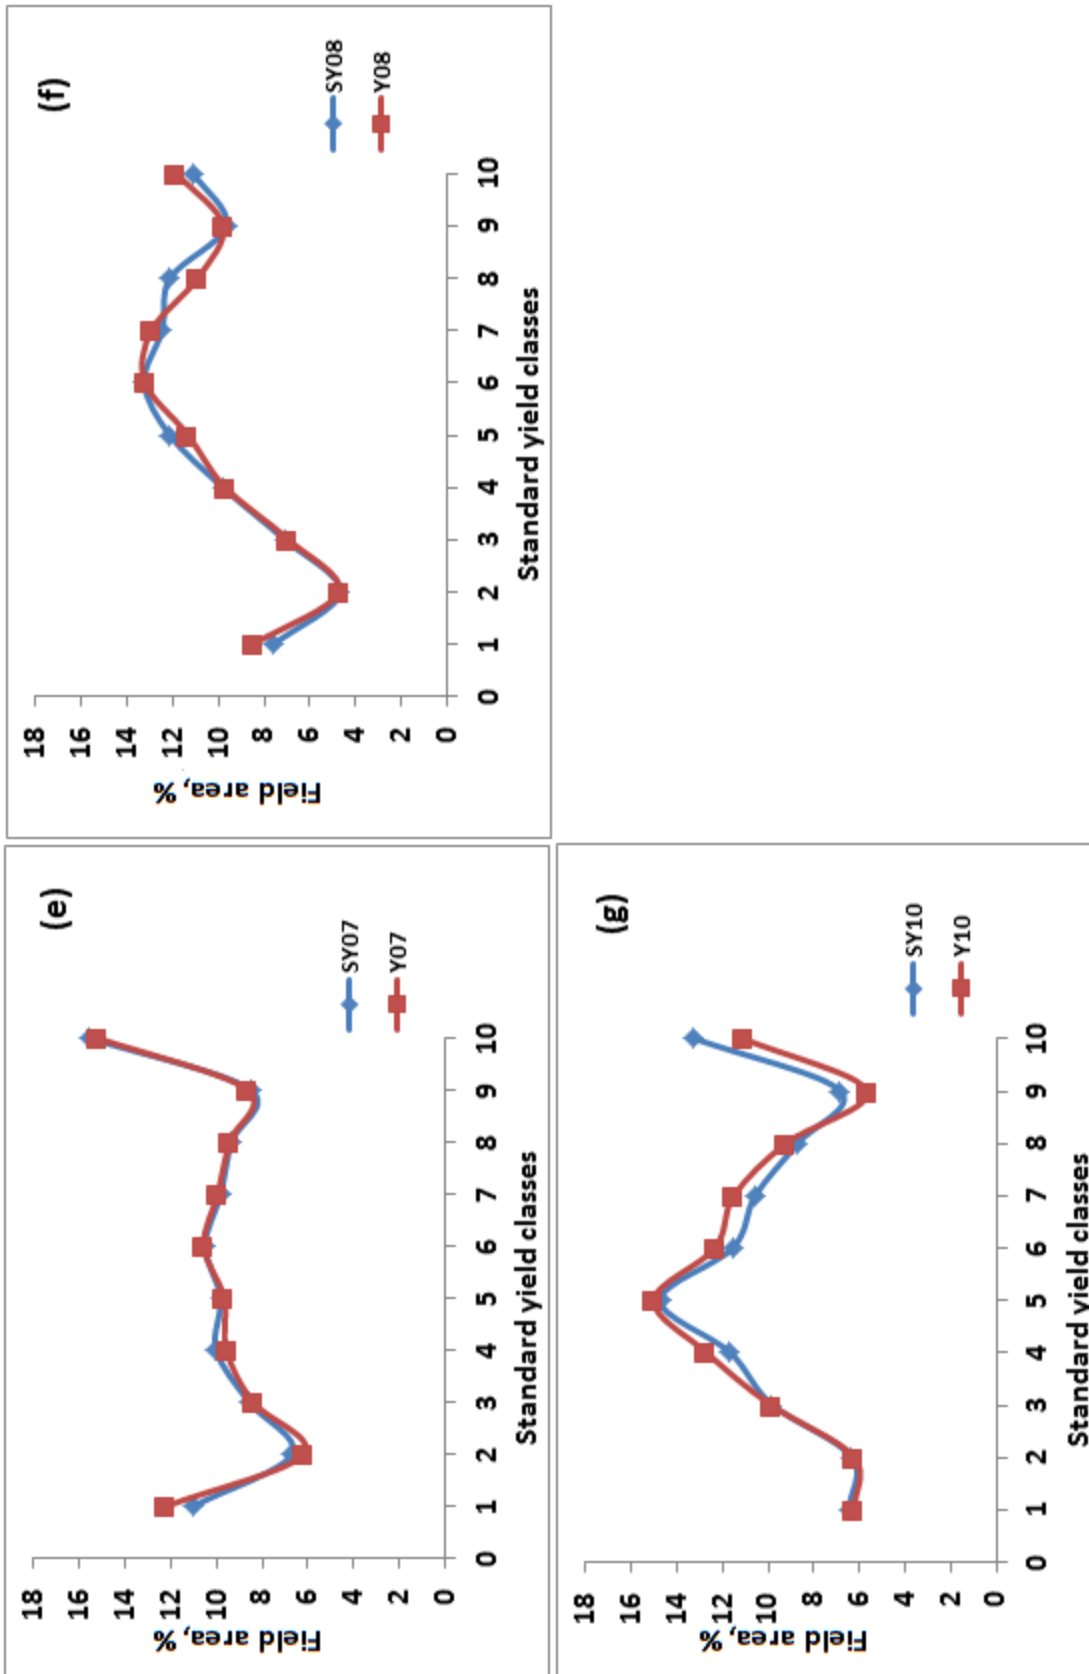 (e)
18
16
14
12
10
8
6
4
2
0
Field area, %
0 1 2 3 4 5 6 7 8 9 10
Standard yield classes
SY07
Y07
(f)
18
16
14
12
10
8
6
4
2
0
Field area, %
0 1 2 3 4 5 6 7 8 9 10
Standard yield classes
SY08
Y08
(g)
18
16
14
12
10
8
6
4
2
0
Field area, %
0 1 2 3 4 5 6 7 8 9 10
Standard yield classes
SY10
Y10